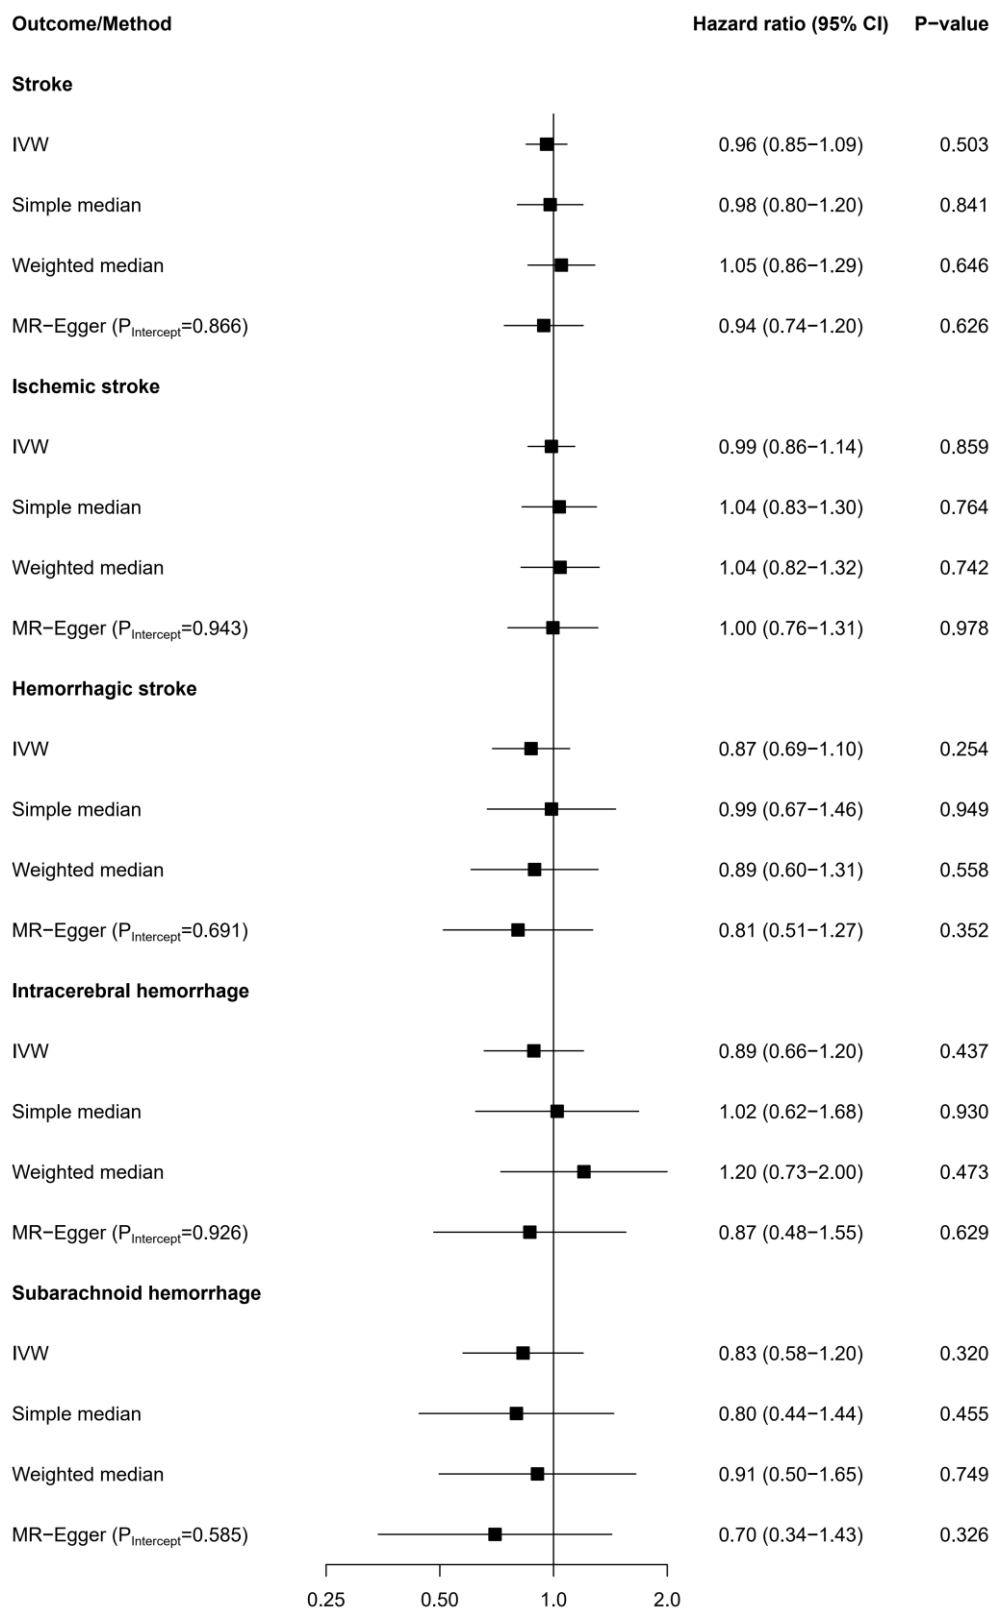 Outcome/Method Hazard ratio (95% CI) P−value
Stroke
IVW 0.96 (0.85−1.09) 0.503
Simple median 0.98 (0.80−1.20) 0.841
Weighted median 1.05 (0.86−1.29) 0.646
MR−Egger (PIntercept=0.866) 0.94 (0.74−1.20) 0.626
Ischemic stroke
IVW 0.99 (0.86−1.14) 0.859
Simple median 1.04 (0.83−1.30) 0.764
Weighted median 1.04 (0.82−1.32) 0.742
MR−Egger (PIntercept=0.943) 1.00 (0.76−1.31) 0.978
Hemorrhagic stroke
IVW 0.87 (0.69−1.10) 0.254
Simple median 0.99 (0.67−1.46) 0.949
Weighted median 0.89 (0.60−1.31) 0.558
MR−Egger (PIntercept=0.691) 0.81 (0.51−1.27) 0.352
Intracerebral hemorrhage
IVW 0.89 (0.66−1.20) 0.437
Simple median 1.02 (0.62−1.68) 0.930
Weighted median 1.20 (0.73−2.00) 0.473
MR−Egger (PIntercept=0.926) 0.87 (0.48−1.55) 0.629
Subarachnoid hemorrhage
IVW 0.83 (0.58−1.20) 0.320
Simple median 0.80 (0.44−1.44) 0.455
Weighted median 0.91 (0.50−1.65) 0.749
MR−Egger (PIntercept=0.585) 0.70 (0.34−1.43) 0.326
0.25 0.50 1.0 2.0